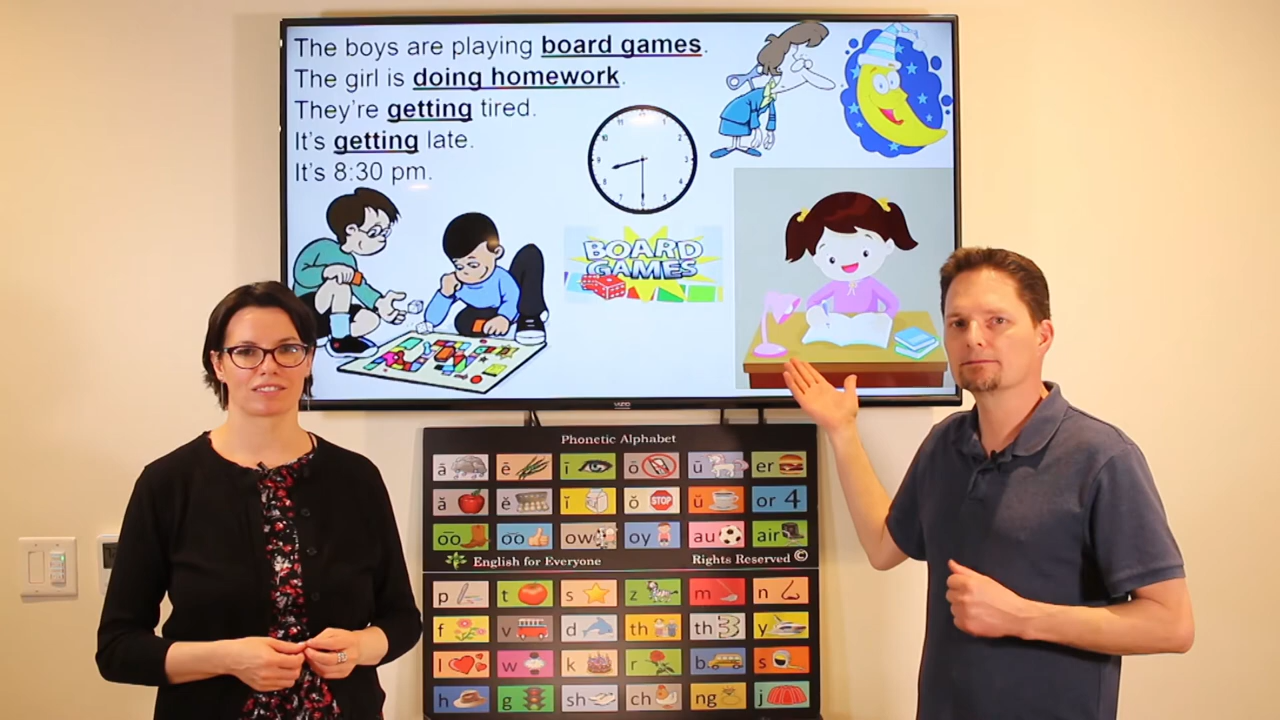 The boys are playing board games.
The girl is doing homework.
They're getting tired.
It's getting late.
It's 8:30 pm.
BOARD
GAMES
VIZIO
Phonetic Alphabet
ā ē ī ō ū er
ă ĕ ĭ ŏ STOP ŭ or 4
o͞o o͝o ow oy au air
English for Everyone Rights Reserved ©
p t s z m n
f v d th th 3 y
l w k r b s
h g sh ch ng j